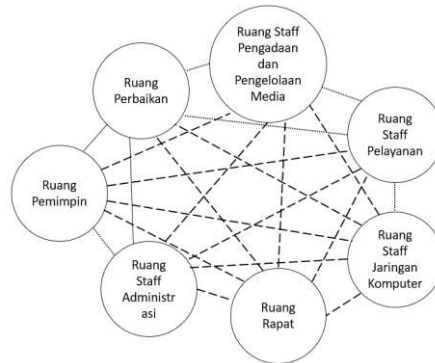 Ruang Staff
Pengadaan
dan
Pengelolaan
Media
Ruang
Perbaikan
Ruang
Staff
Pelayanan
Ruang
Pemimpin
Ruang
Staff
Jaringan
Komputer
Ruang
Staff
Administr
asi
Ruang
Rapat